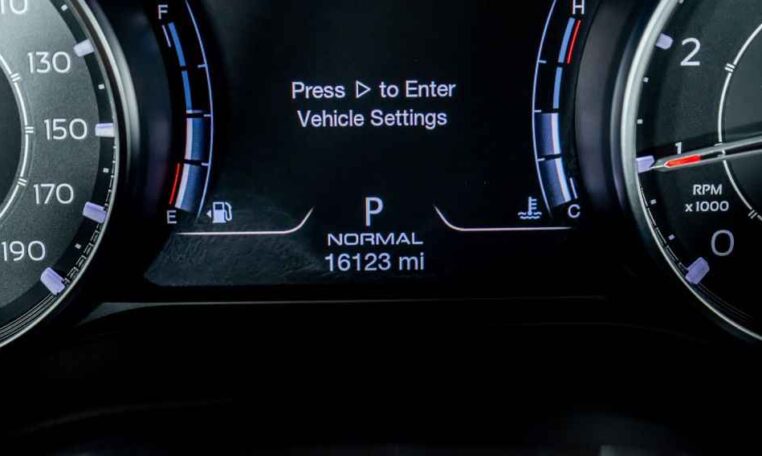 F
H
130
2
Press ▷ to Enter
Vehicle Settings
150
1
170
RPM
x1000
E
P
C
190
NORMAL
0
16123 mi